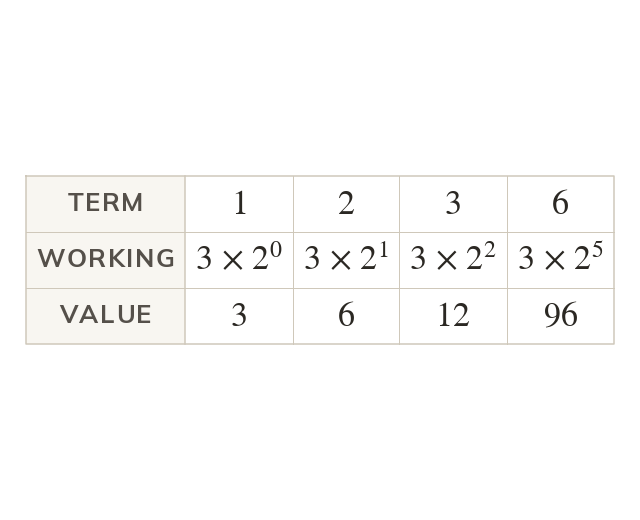 TERM 1 2 3 6
WORKING 3 × 2⁰ 3 × 2¹ 3 × 2² 3 × 2⁵
VALUE 3 6 12 96